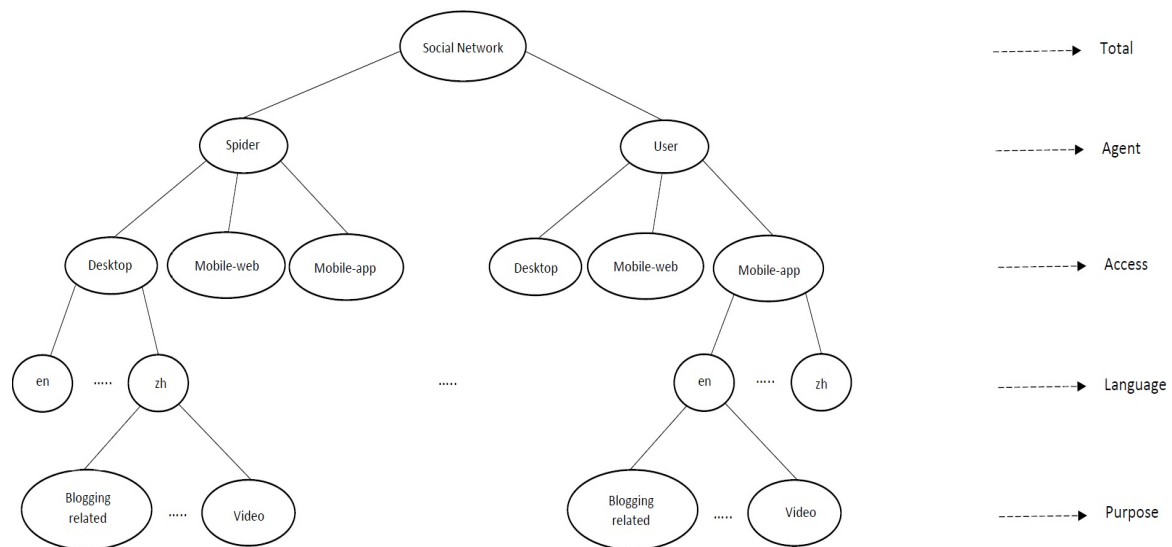 Social Network
Total
Spider
User
Agent
Desktop
Mobile-web
Mobile-app
Desktop
Mobile-web
Mobile-app
Access
en
.....
zh
.....
en
.....
zh
Language
Blogging
related
.....
Video
Blogging
related
.....
Video
Purpose